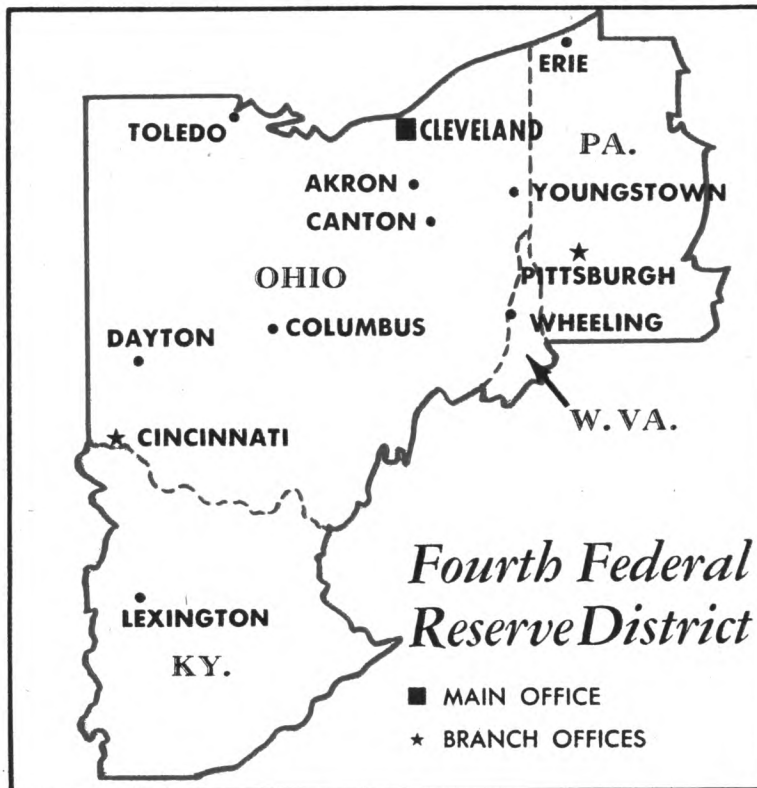 ERIE
TOLEDO
CLEVELAND
PA.
AKRON
YOUNGSTOWN
CANTON
OHIO
PITTSBURGH
COLUMBUS
WHEELING
DAYTON
W. VA.
CINCINNATI
Fourth Federal
Reserve District
LEXINGTON
KY.
MAIN OFFICE
BRANCH OFFICES